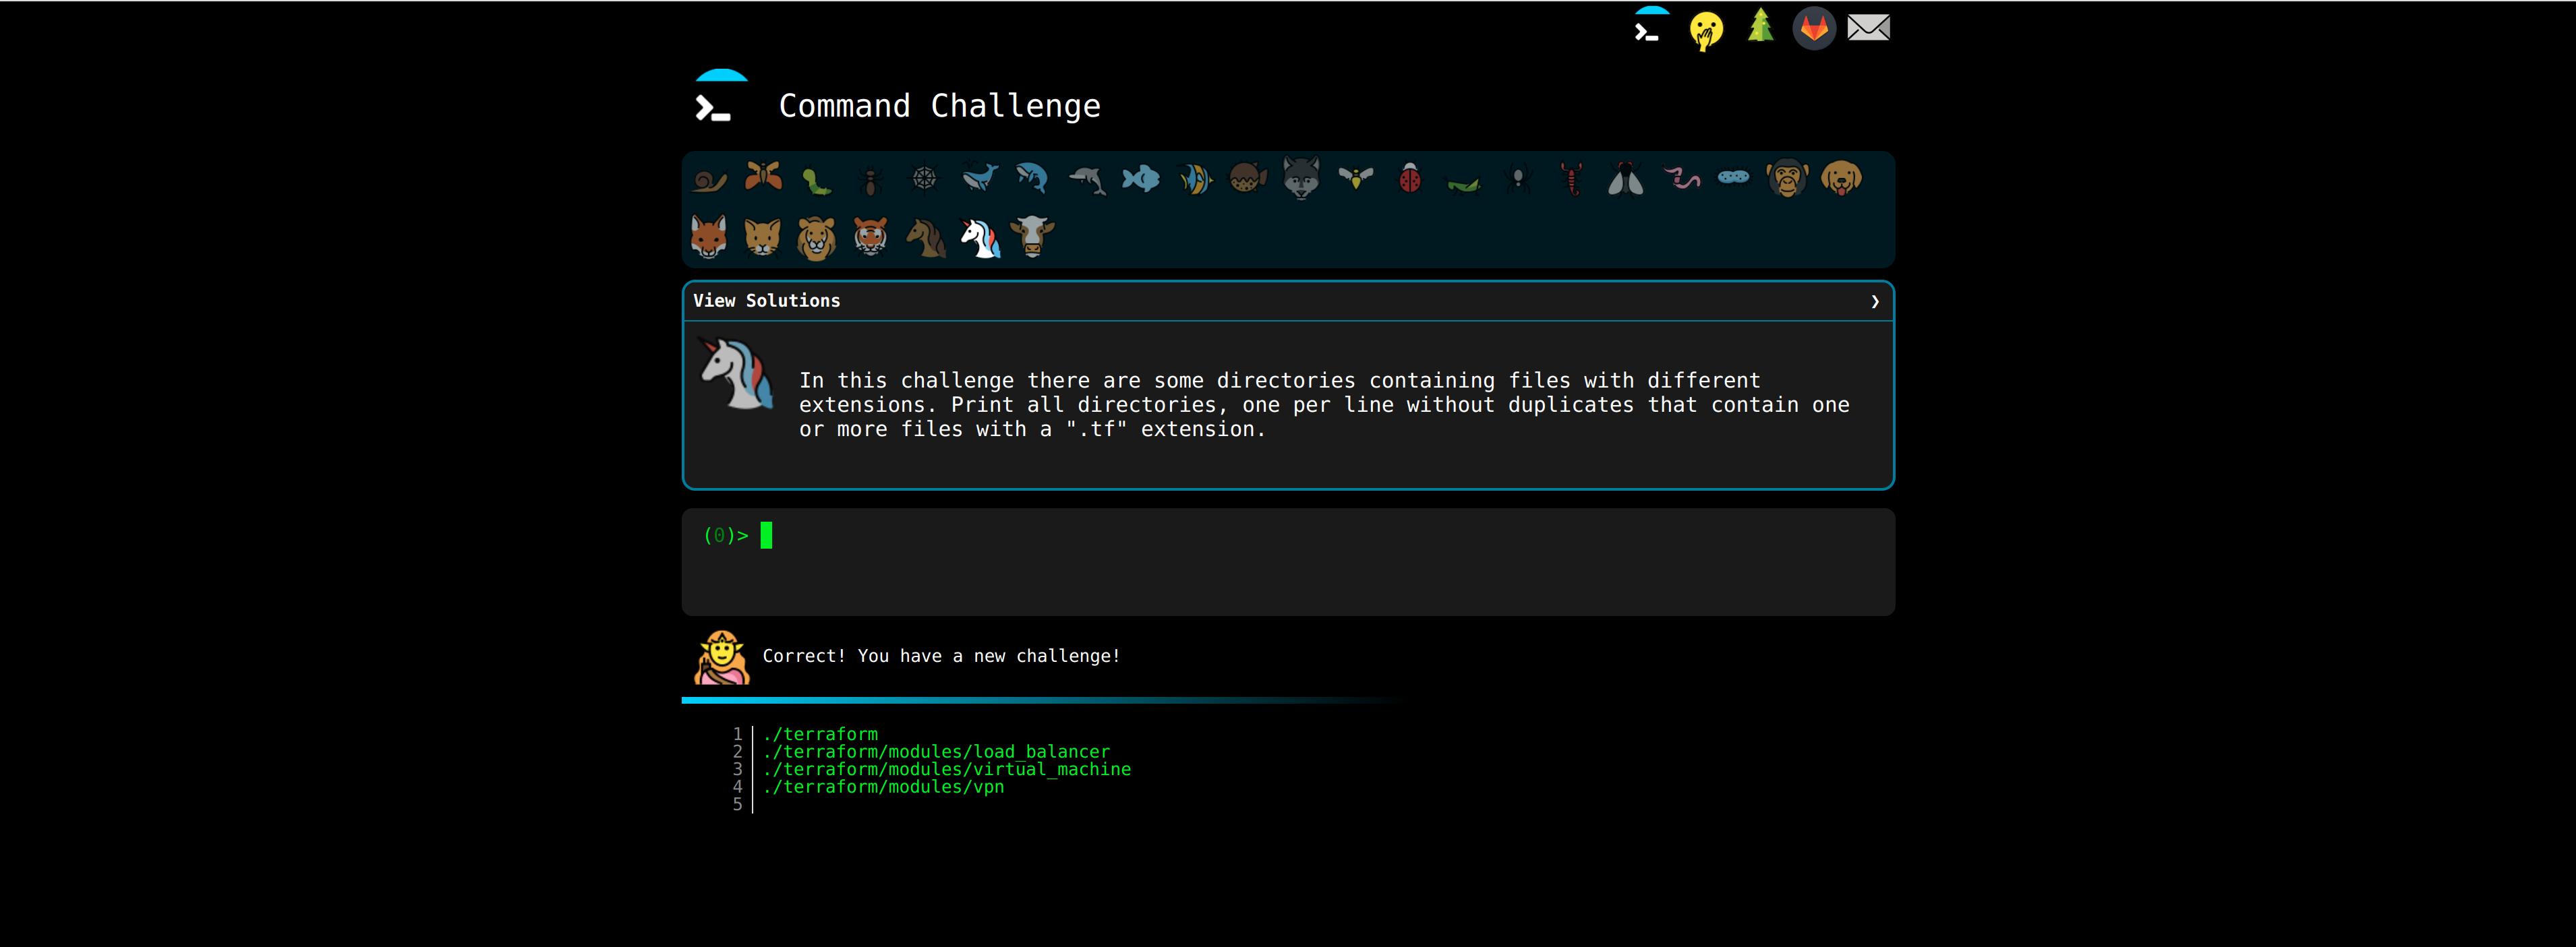 Command Challenge
View Solutions ❯
In this challenge there are some directories containing files with different
extensions. Print all directories, one per line without duplicates that contain one
or more files with a ".tf" extension.
(0)>
Correct! You have a new challenge!
1 ./terraform
2 ./terraform/modules/load_balancer
3 ./terraform/modules/virtual_machine
4 ./terraform/modules/vpn
5